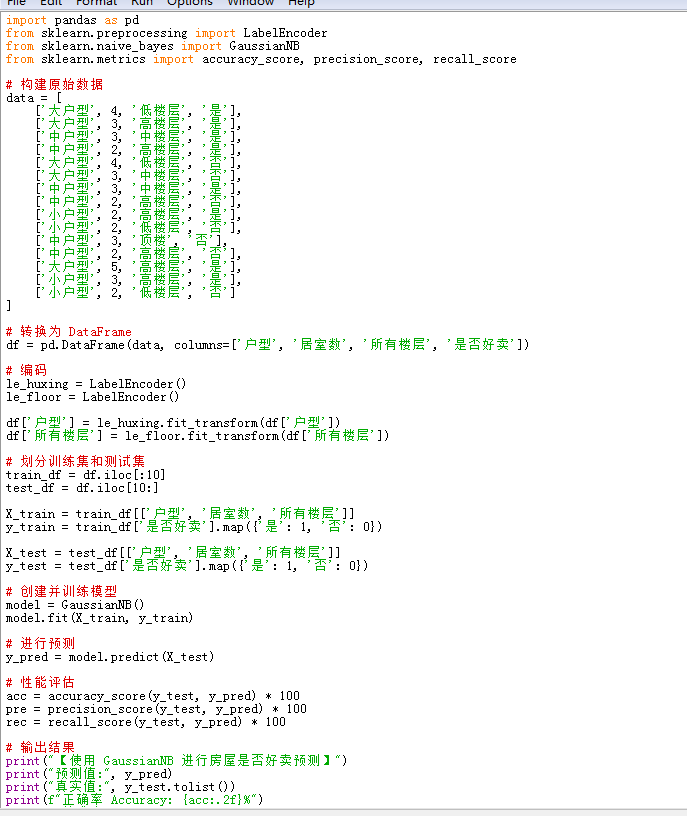 File Edit Format Run Options Window Help
import pandas as pd
from sklearn.preprocessing import LabelEncoder
from sklearn.naive_bayes import GaussianNB
from sklearn.metrics import accuracy_score, precision_score, recall_score

# 构建原始数据
data = [
    ['大户型', 4, '低楼层', '是'],
    ['大户型', 3, '高楼层', '是'],
    ['中户型', 3, '中楼层', '是'],
    ['中户型', 2, '高楼层', '是'],
    ['大户型', 4, '低楼层', '否'],
    ['大户型', 3, '中楼层', '否'],
    ['中户型', 3, '中楼层', '是'],
    ['中户型', 2, '高楼层', '否'],
    ['小户型', 2, '高楼层', '是'],
    ['小户型', 2, '低楼层', '否'],
    ['中户型', 3, '顶楼', '否'],
    ['中户型', 2, '高楼层', '否'],
    ['大户型', 5, '高楼层', '是'],
    ['小户型', 3, '高楼层', '是'],
    ['小户型', 2, '低楼层', '否']
]

# 转换为 DataFrame
df = pd.DataFrame(data, columns=['户型', '居室数', '所有楼层', '是否好卖'])

# 编码
le_huxing = LabelEncoder()
le_floor = LabelEncoder()

df['户型'] = le_huxing.fit_transform(df['户型'])
df['所有楼层'] = le_floor.fit_transform(df['所有楼层'])

# 划分训练集和测试集
train_df = df.iloc[:10]
test_df = df.iloc[10:]

X_train = train_df[['户型', '居室数', '所有楼层']]
y_train = train_df['是否好卖'].map({'是': 1, '否': 0})

X_test = test_df[['户型', '居室数', '所有楼层']]
y_test = test_df['是否好卖'].map({'是': 1, '否': 0})

# 创建并训练模型
model = GaussianNB()
model.fit(X_train, y_train)

# 进行预测
y_pred = model.predict(X_test)

# 性能评估
acc = accuracy_score(y_test, y_pred) * 100
pre = precision_score(y_test, y_pred) * 100
rec = recall_score(y_test, y_pred) * 100

# 输出结果
print("【使用 GaussianNB 进行房屋是否好卖预测】")
print("预测值:", y_pred)
print("真实值:", y_test.tolist())
print(f"正确率 Accuracy: {acc:.2f}%")